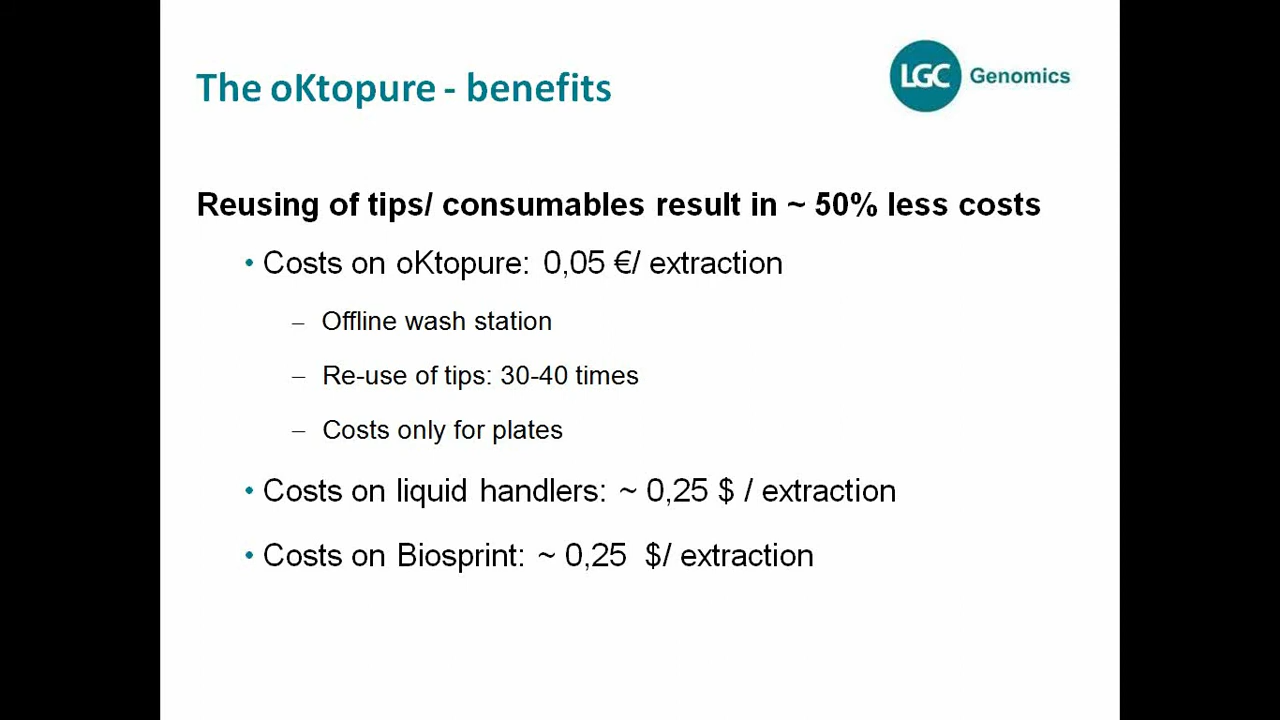 The oKtopure - benefits
LGC Genomics
Reusing of tips/ consumables result in ~ 50% less costs
• Costs on oKtopure: 0,05 €/ extraction
– Offline wash station
– Re-use of tips: 30-40 times
– Costs only for plates
• Costs on liquid handlers: ~ 0,25 $ / extraction
• Costs on Biosprint: ~ 0,25  $/ extraction